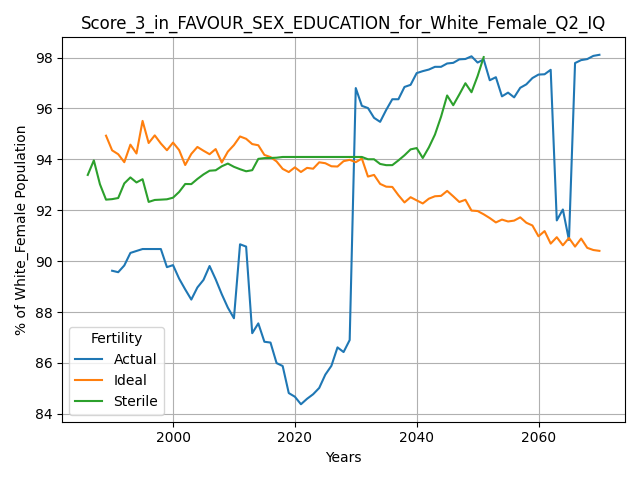 Score_3_in_FAVOUR_SEX_EDUCATION_for_White_Female_Q2_IQ
% of White_Female Population
98
96
94
92
90
88
86
84
Fertility
Actual
Ideal
Sterile
2000
2020
2040
2060
Years